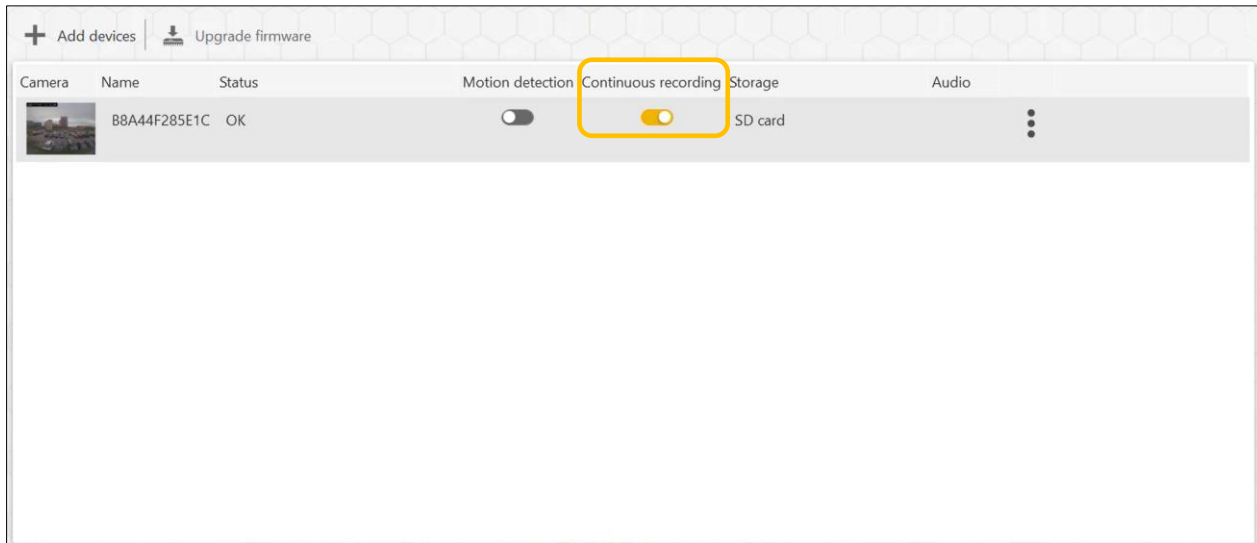 Add devices Upgrade firmware
Camera Name Status Motion detection Continuous recording Storage Audio
B8A44F285E1C OK SD card